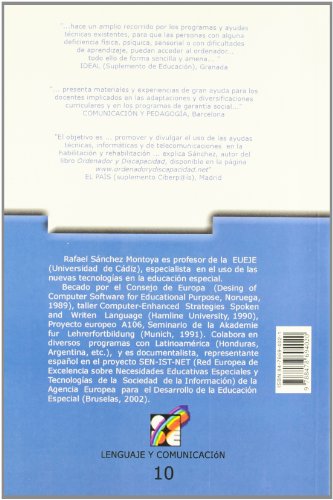 "...hace un amplio recorrido por los programas y ayudas
técnicas existentes, para que las personas con alguna
deficiencia física, psíquica, sensorial o con dificultades
de aprendizaje, puedan acceder al ordenador...
todo ello de forma sencilla y amena..."
IDEAL (Suplemento de Educación), Granada
"... presenta materiales y experiencias de gran ayuda para los
docentes implicados en las adaptaciones y diversificaciones
curriculares y en los programas de garantía social..."
COMUNICACIÓN Y PEDAGOGÍA, Barcelona
"El objetivo es ... promover y divulgar el uso de las ayudas
técnicas, informáticas y de telecomunicaciones en la
habilitación y rehabilitación ... explica Sánchez, autor del
libro Ordenador y Discapacidad, disponible en la página
www.ordenadorydiscapacidad.net"
EL PAÍS (suplemento Ciberp@ís), Madrid
Rafael Sánchez Montoya es profesor de la EUEJE
(Universidad de Cádiz), especialista en el uso de las
nuevas tecnologías en la educación especial.
Becado por el Consejo de Europa (Desing of
Computer Software for Educational Purpose, Noruega,
1989), taller Computer-Enhanced Strategies Spoken
and Writen Language (Hamline University, 1990),
Proyecto europeo A106, Seminario de la Akademie
fur Lehrerfortbildung (Munich, 1991). Colabora en
diversos programas con Latinoamérica (Honduras,
Argentina, etc.), y es documentalista, representante
español en el proyecto SEN-IST-NET (Red Europea de
Excelencia sobre Necesidades Educativas Especiales y
Tecnologías de la Sociedad de la Información) de la
Agencia Europea para el Desarrollo de la Educación
Especial (Bruselas, 2002).
LENGUAJE Y COMUNICACIÓN
10